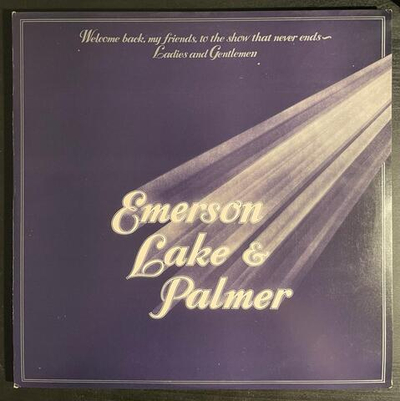 Welcome back, my friends, to the show that never ends~
Ladies and Gentlemen
Emerson
Lake &
Palmer